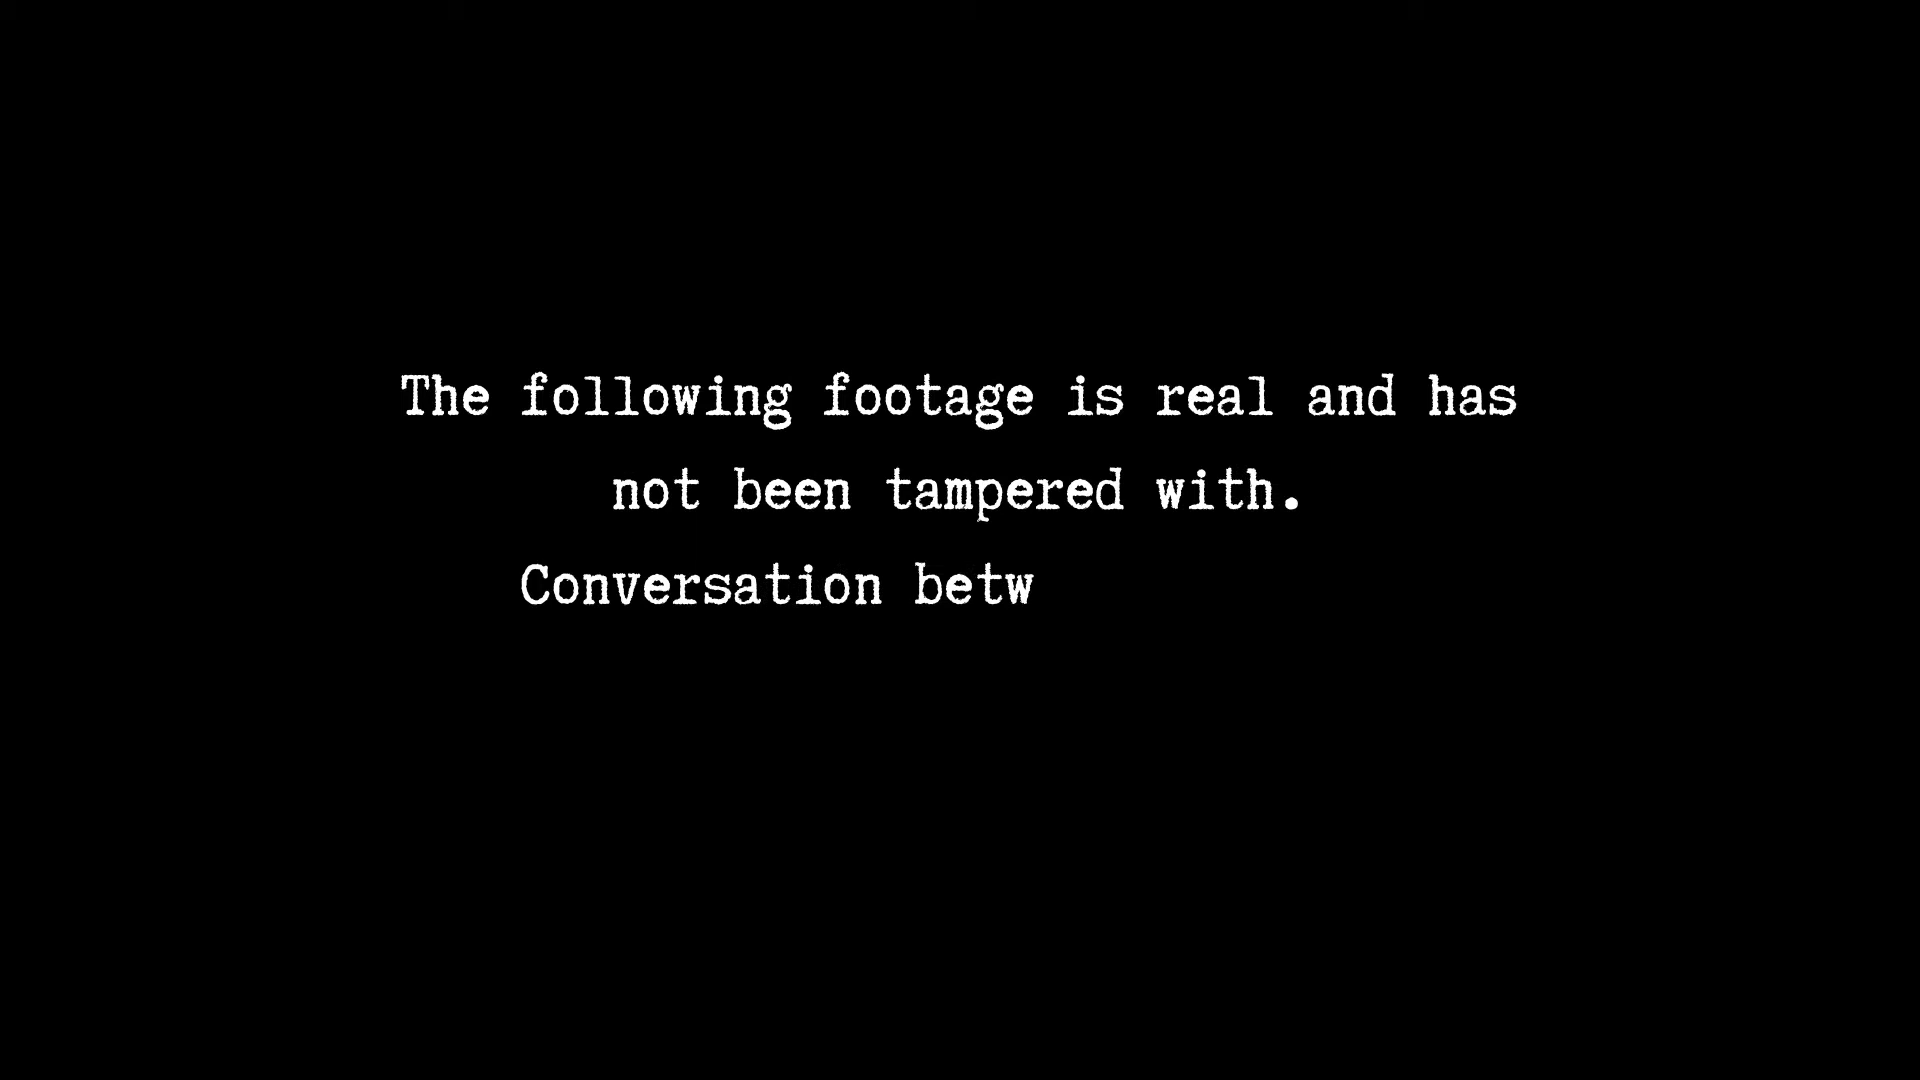 The following footage is real and has
not been tampered with.
Conversation betw